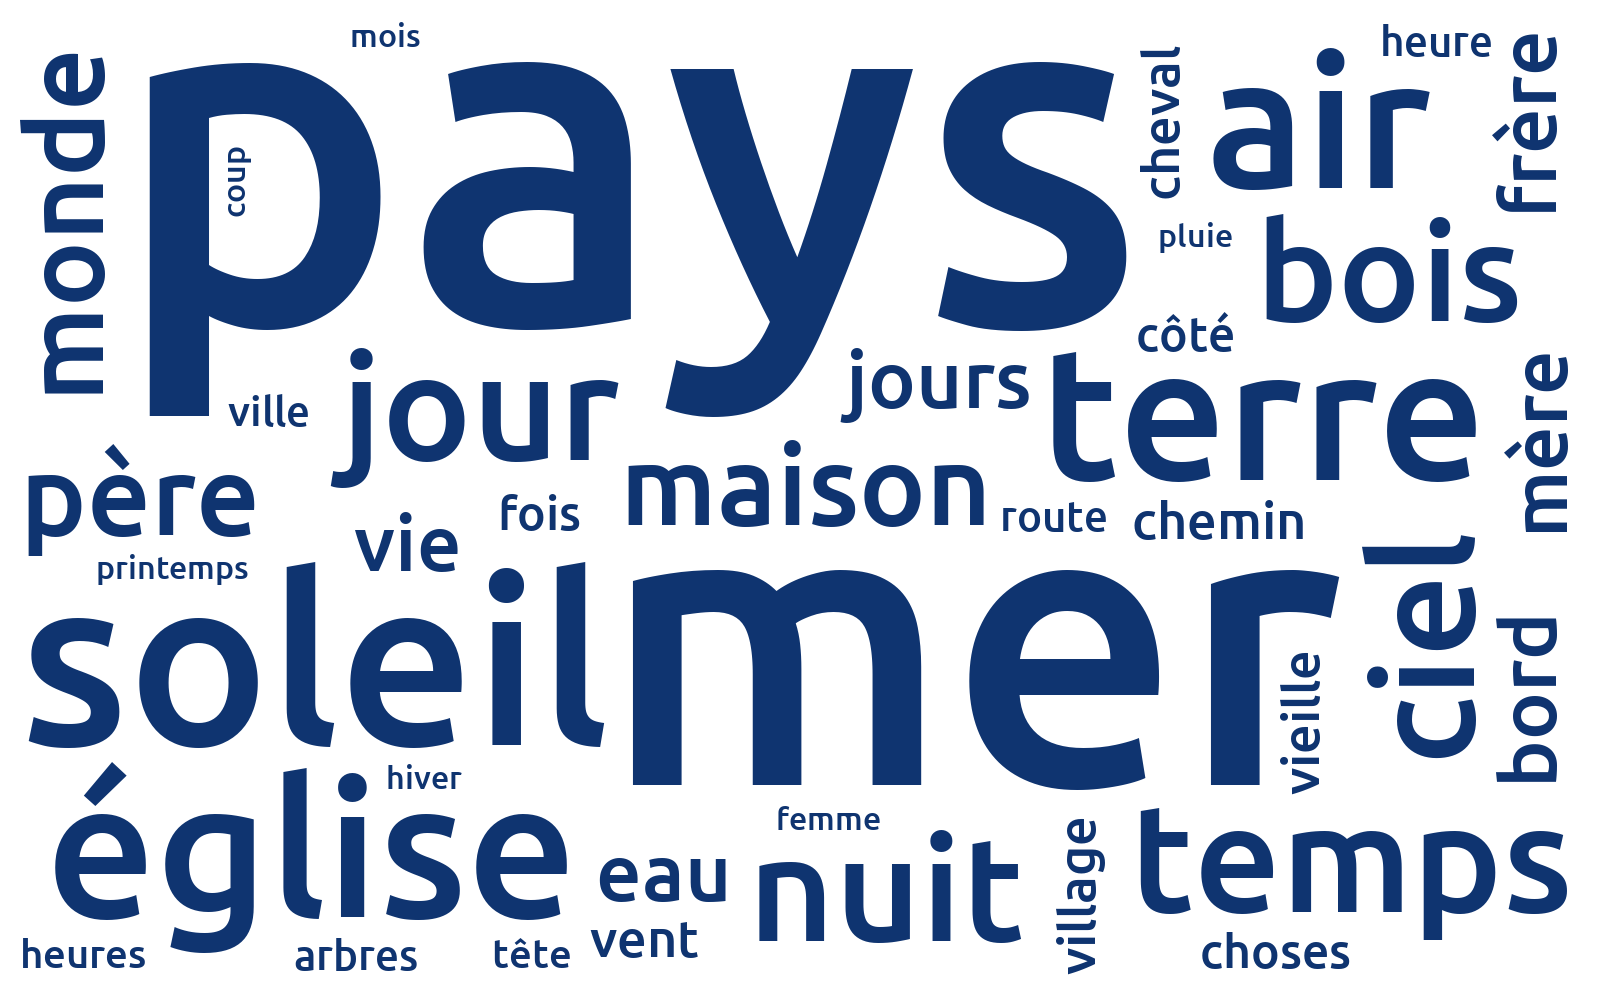 mois
heure
pays
monde
cheval
air
frère
coup
pluie
bois
côté
jour
jours
terre
mère
ville
père
maison
fois
vie
route
chemin
printemps
soleil
mer
ciel
bord
vieille
hiver
église
femme
eau
nuit
village
temps
vent
heures
arbres
tête
choses